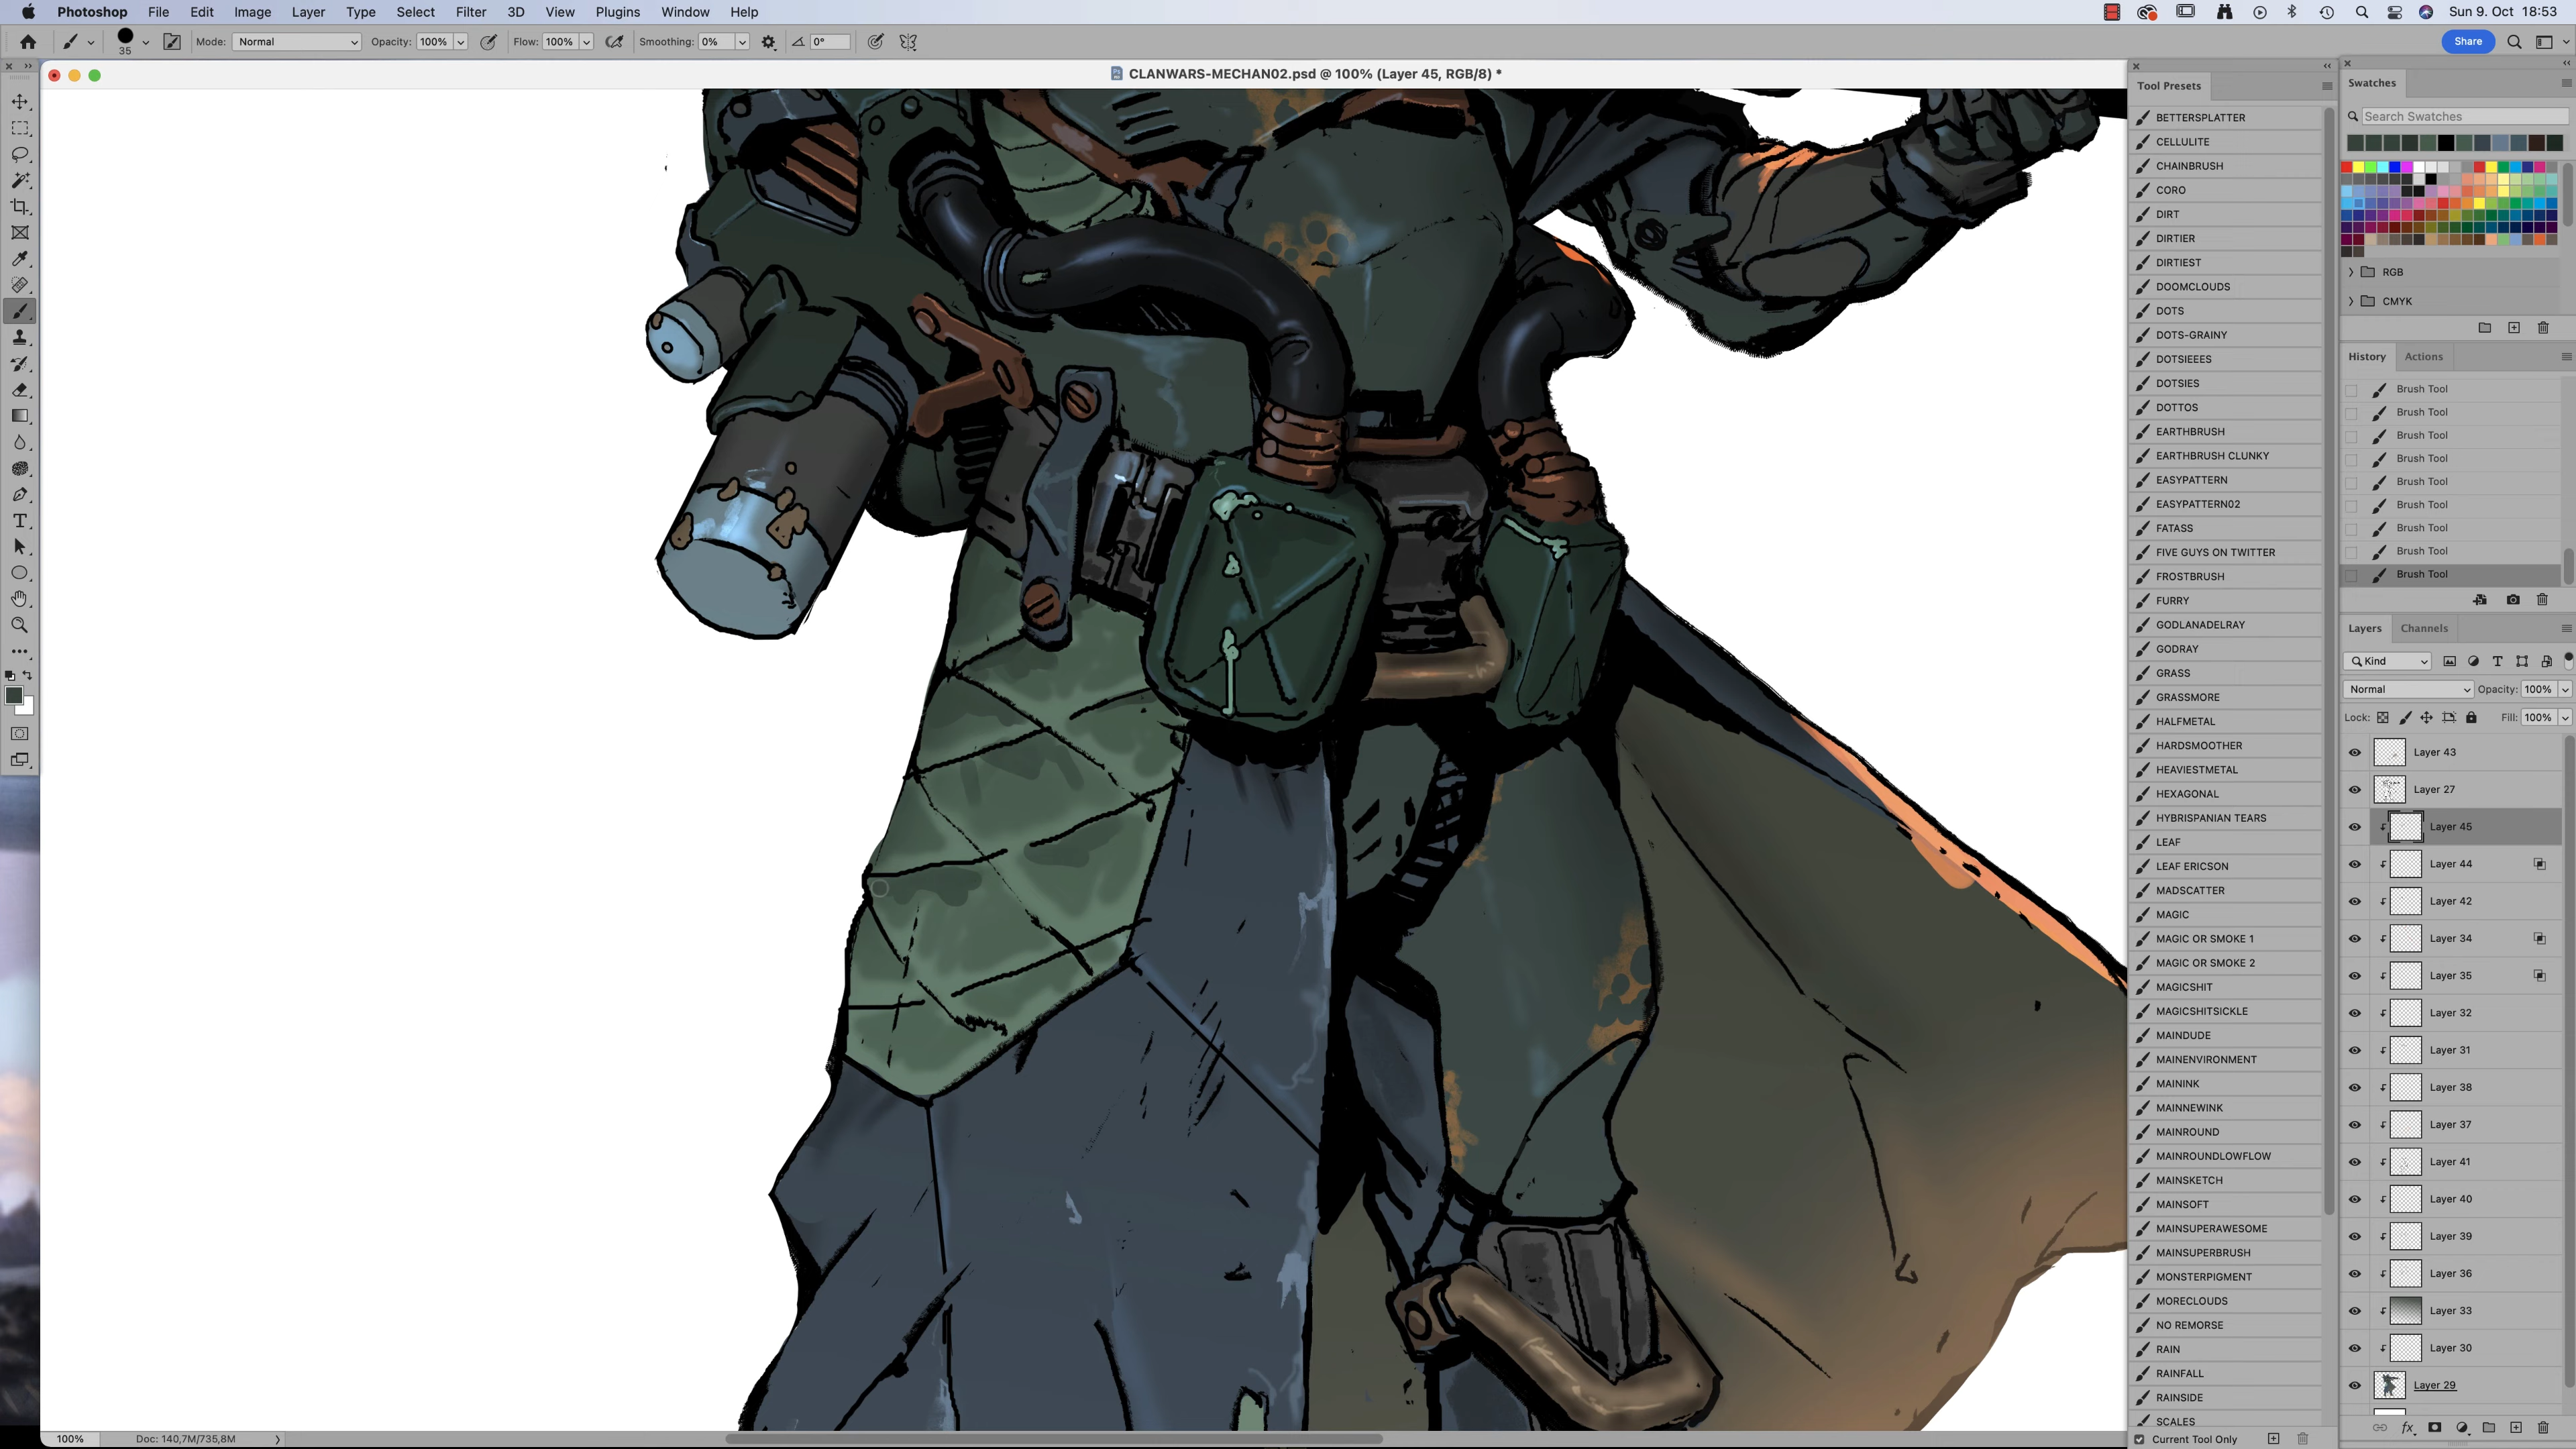 Photoshop File Edit Image Layer Type Select Filter 3D View Plugins Window Help
Sun 9. Oct 18:53
35
Mode: Normal
Opacity: 100%
Flow: 100%
Smoothing: 0%
0°
Share
CLANWARS-MECHAN02.psd @ 100% (Layer 45, RGB/8) *
Tool Presets
BETTERSPLATTER
CELLULITE
CHAINBRUSH
CORO
DIRT
DIRTIER
DIRTIEST
DOOMCLOUDS
DOTS
DOTS-GRAINY
DOTSIEEES
DOTSIES
DOTTOS
EARTHBRUSH
EARTHBRUSH CLUNKY
EASYPATTERN
EASYPATTERN02
FATASS
FIVE GUYS ON TWITTER
FROSTBRUSH
FURRY
GODLANADELRAY
GODRAY
GRASS
GRASSMORE
HALFMETAL
HARDSMOOTHER
HEAVIESTMETAL
HEXAGONAL
HYBRISPANIAN TEARS
LEAF
LEAF ERICSON
MADSCATTER
MAGIC
MAGIC OR SMOKE 1
MAGIC OR SMOKE 2
MAGICSHIT
MAGICSHITSICKLE
MAINDUDE
MAINENVIRONMENT
MAININK
MAINNEWINK
MAINROUND
MAINROUNDLOWFLOW
MAINSKETCH
MAINSOFT
MAINSUPERAWESOME
MAINSUPERBRUSH
MONSTERPIGMENT
MORECLOUDS
NO REMORSE
RAIN
RAINFALL
RAINSIDE
SCALES
Current Tool Only
Swatches
Search Swatches
RGB
CMYK
History Actions
Brush Tool
Brush Tool
Brush Tool
Brush Tool
Brush Tool
Brush Tool
Brush Tool
Brush Tool
Brush Tool
Layers Channels
Kind
Normal
Opacity: 100%
Lock:
Fill: 100%
Layer 43
Layer 27
Layer 45
Layer 44
Layer 42
Layer 34
Layer 35
Layer 32
Layer 31
Layer 38
Layer 37
Layer 41
Layer 40
Layer 39
Layer 36
Layer 33
Layer 30
Layer 29
fx
100%
Doc: 140,7M/735,8M